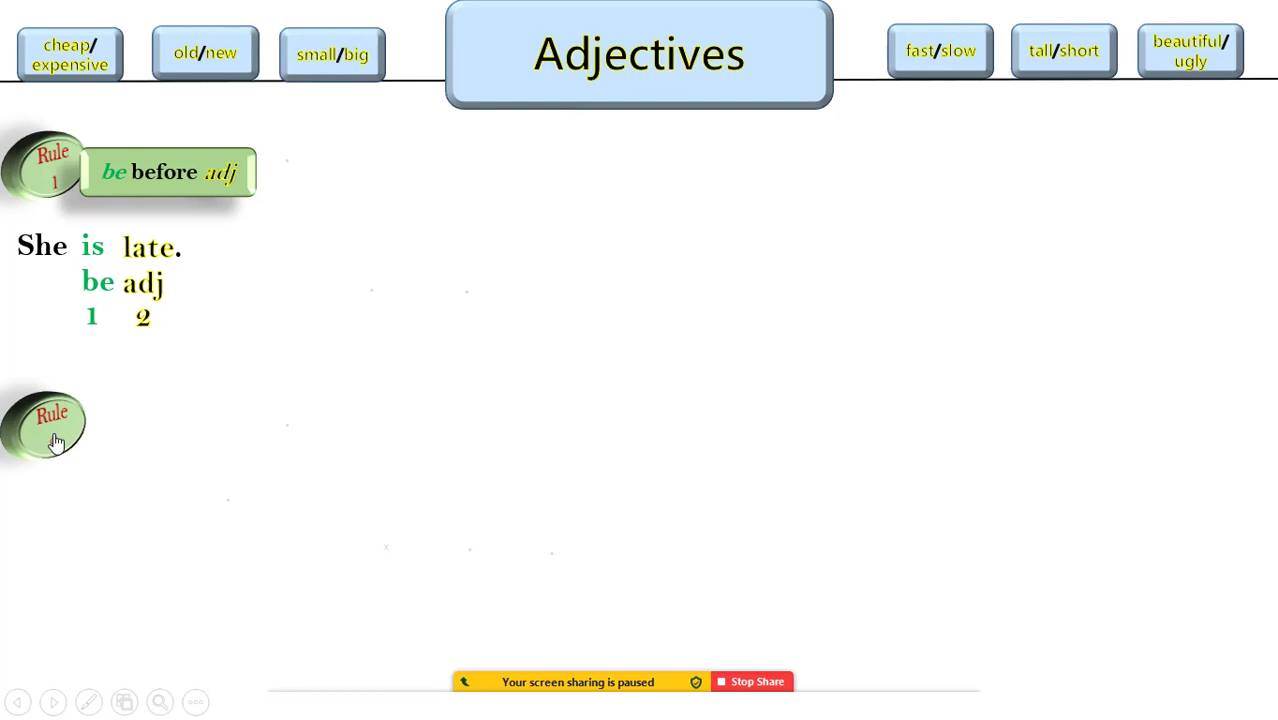 cheap/
expensive
old/new
small/big
Adjectives
fast/slow
tall/short
beautiful/
ugly
Rule
1
be before adj
She is late.
be adj
1 2
Rule
x
Your screen sharing is paused
Stop Share